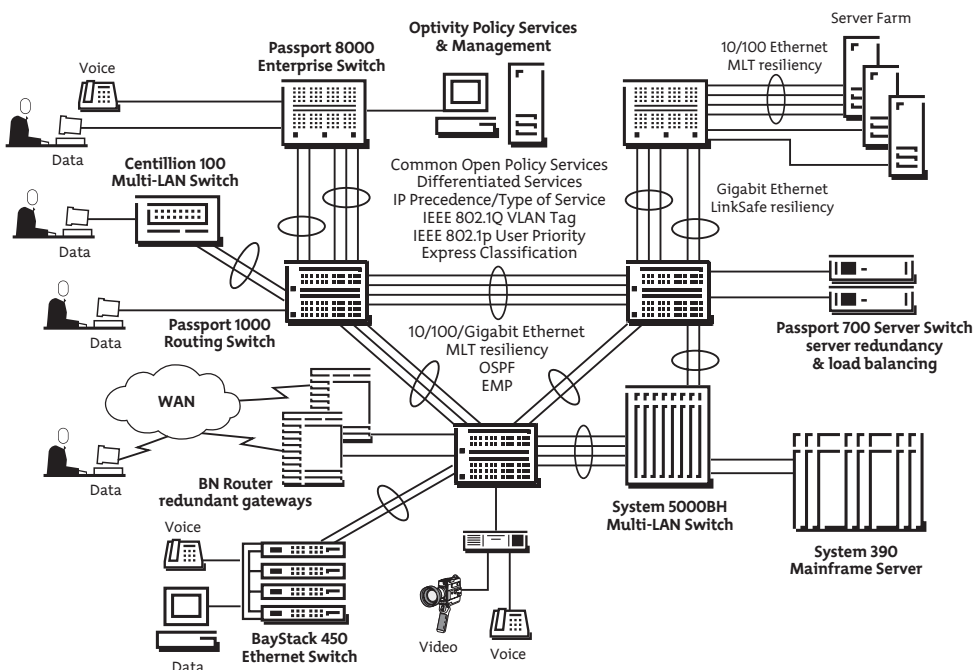 Server Farm
Optivity Policy Services
& Management
10/100 Ethernet
MLT resiliency
Passport 8000
Enterprise Switch
Voice
Data
Centillion 100
Multi-LAN Switch
Common Open Policy Services
Differentiated Services
IP Precedence/Type of Service
IEEE 802.1Q VLAN Tag
IEEE 802.1p User Priority
Express Classification
Gigabit Ethernet
LinkSafe resiliency
Data
Passport 1000
Routing Switch
Data
10/100/Gigabit Ethernet
MLT resiliency
OSPF
EMP
Passport 700 Server Switch
server redundancy
& load balancing
WAN
Data
BN Router
redundant gateways
System 5000BH
Multi-LAN Switch
System 390
Mainframe Server
Voice
Data
BayStack 450
Ethernet Switch
Video
Voice